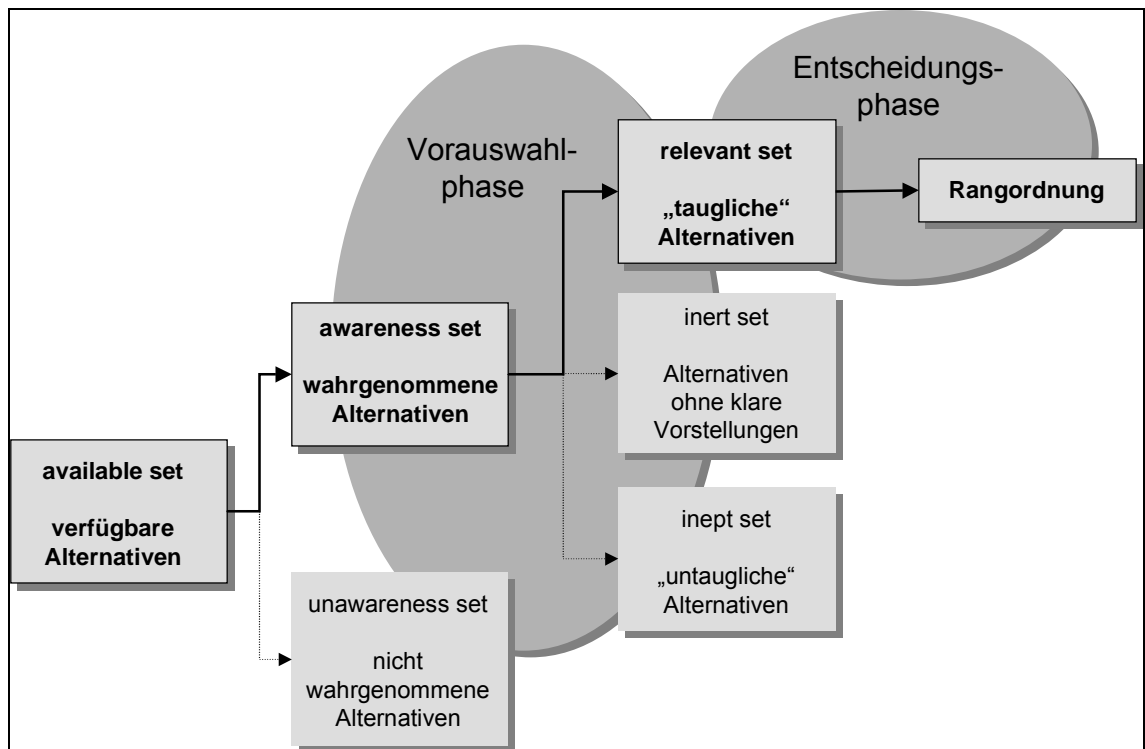 Entscheidungs-
phase
Vorauswahl-
phase
relevant set
„taugliche“
Alternativen
Rangordnung
awareness set
wahrgenommene
Alternativen
inert set
Alternativen
ohne klare
Vorstellungen
available set
verfügbare
Alternativen
inept set
„untaugliche“
Alternativen
unawareness set
nicht
wahrgenommene
Alternativen